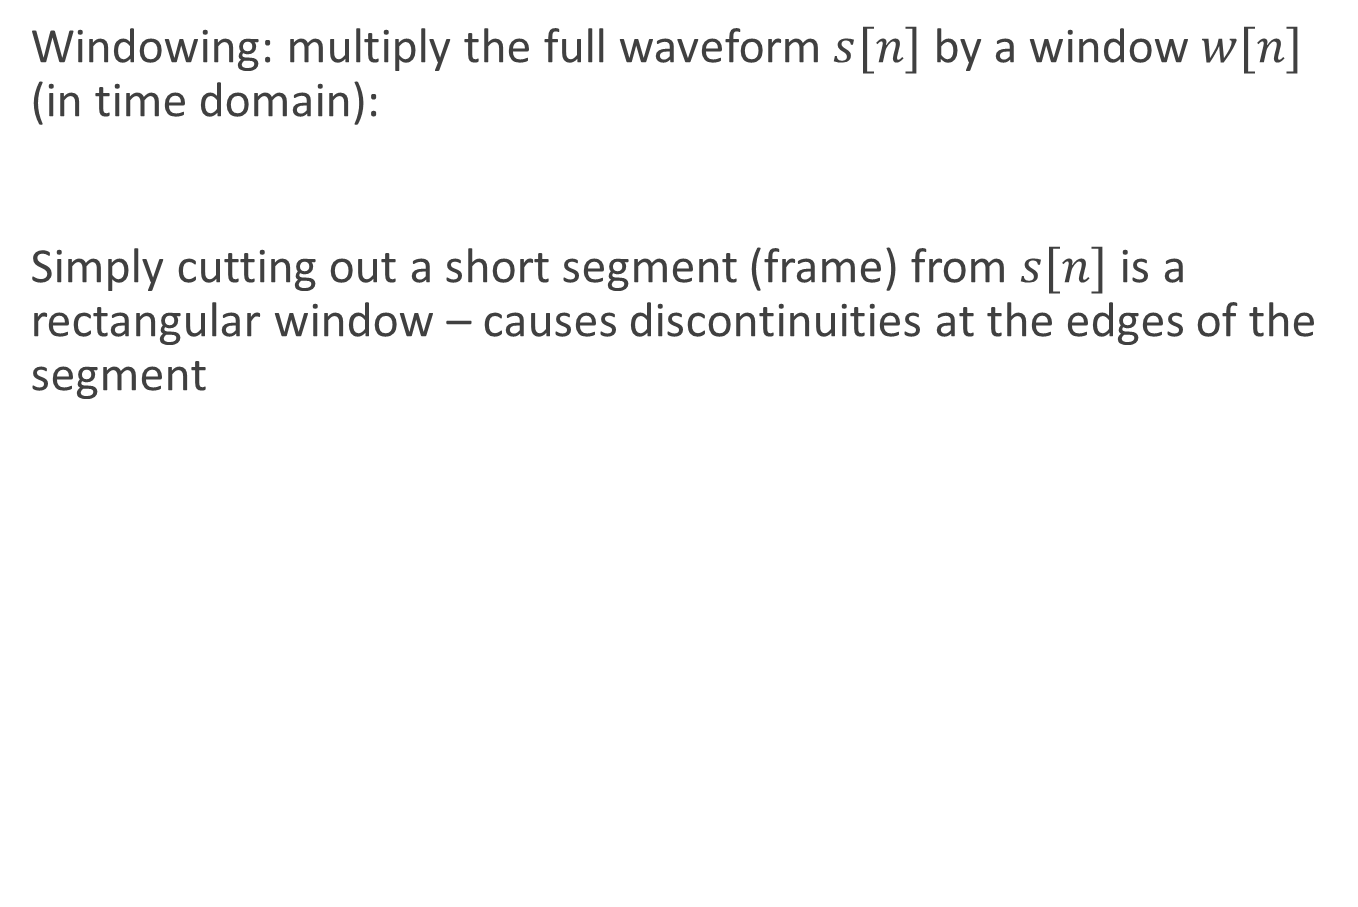 Windowing: multiply the full waveform s[n] by a window w[n]
(in time domain):
Simply cutting out a short segment (frame) from s[n] is a
rectangular window – causes discontinuities at the edges of the
segment